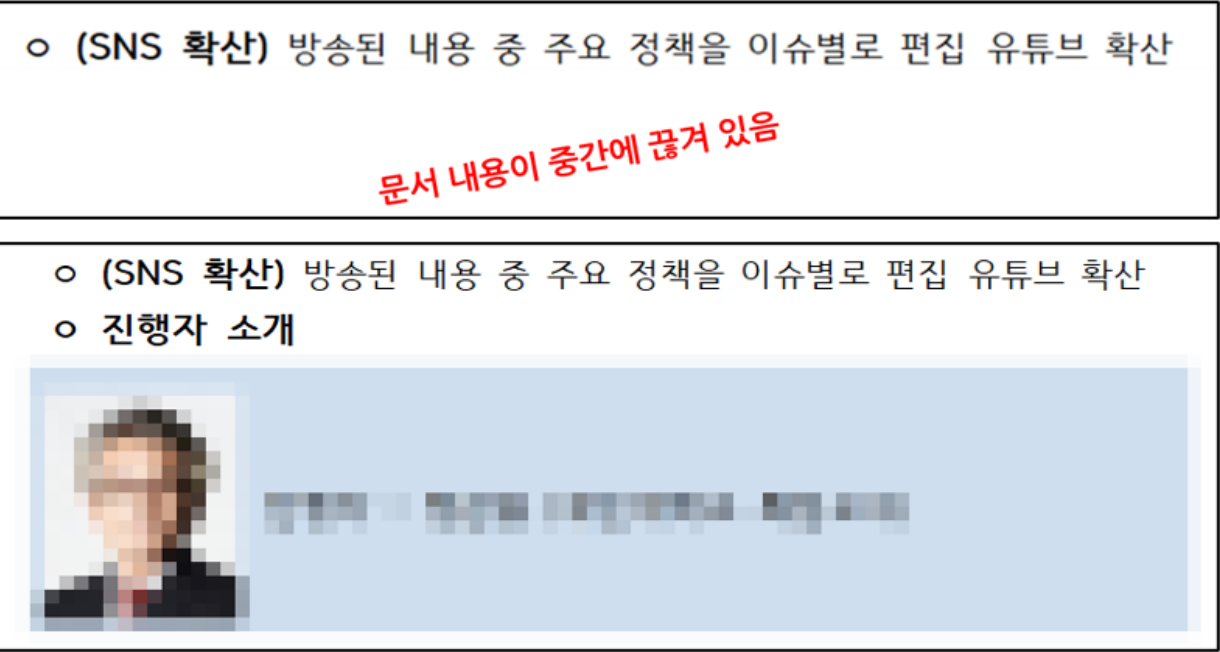 ㅇ (SNS 확산) 방송된 내용 중 주요 정책을 이슈별로 편집 유튜브 확산
문서 내용이 중간에 끊겨 있음
ㅇ (SNS 확산) 방송된 내용 중 주요 정책을 이슈별로 편집 유튜브 확산
ㅇ 진행자 소개